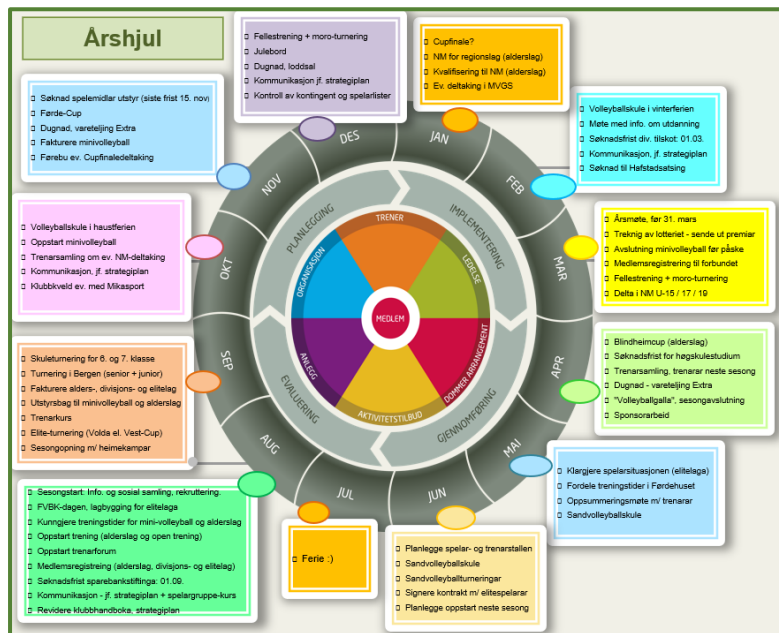 Årshjul
Fellestrening + moro-turnering
Julebord
Dugnad, loddsal
Kommunikasjon jf. strategiplan
Kontroll av kontingent og spelarlister
Cupfinale?
NM for regionslag (alderslag)
Kvalifisering til NM (alderslag)
Ev. deltaking i MVGS
Søknad spelemidlar utstyr (siste frist 15. nov)
Førde-Cup
Dugnad, vareteljing Extra
Fakturere minivolleyball
Førebu ev. Cupfinaledeltaking
Volleyballskule i vinterferien
Møte med info. om utdanning
Søknadsfrist div. tilskot: 01.03.
Kommunikasjon, jf. strategiplan
Søknad til Hafstadsatsing
Volleyballskule i haustferien
Oppstart minivolleyball
Trenarsamling om ev. NM-deltaking
Kommunikasjon, jf. strategiplan
Klubbkveld ev. med Mikasport
Årsmøte, før 31. mars
Treknig av lotteriet - sende ut premiar
Avslutning minivolleyball før påske
Medlemsregistrering til forbundet
Fellestrening + moro-turnering
Delta i NM U-15 / 17 / 19
Skuleturnering for 6. og 7. klasse
Turnering i Bergen (senior + junior)
Fakturere alders-, divisjons- og elitelag
Utstyrsbag til minivolleyball og alderslag
Trenarkurs
Elite-turnering (Volda el. Vest-Cup)
Sesongopning m/ heimekampar
Blindheimcup (alderslag)
Søknadsfrist for høgskulestudium
Trenarsamling, trenarar neste sesong
Dugnad - vareteljing Extra
"Volleyballgalla", sesongavslutning
Sponsorarbeid
Klargjere spelarsituasjonen (elitelaga)
Fordele treningstider i Førdehuset
Oppsummeringsmøte m/ trenarar
Sandvolleyballskule
Sesongstart: Info. og sosial samling, rekruttering.
FVBK-dagen, lagbygging for elitelaga
Kunngjere treningstider for mini-volleyball og alderslag
Oppstart trening (alderslag og open trening)
Oppstart trenarforum
Medlemsregistreing (alderslag, divisjons- og elitelag)
Søknadsfrist sparebankstiftinga: 01.09.
Kommunikasjon - jf. strategiplan + spelargruppe-kurs
Revidere klubbhandboka, strategiplan
Ferie :)
Planlegge spelar- og trenarstallen
Sandvolleyballskule
Sandvolleyballturneringar
Signere kontrakt m/ elitespelarar
Planlegge oppstart neste sesong
DES
JAN
FEB
MAR
APR
MAI
JUN
JUL
AUG
SEP
OKT
NOV
PLANLEGGING
IMPLEMENTERING
GJENNOMFØRING
EVALUERING
TRENER
LEDELSE
DOMMER ARRANGEMENT
AKTIVITETSTILBUD
ANLEGG
ORGANISASJON
MEDLEM